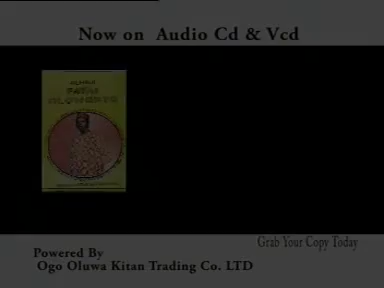 Now on Audio Cd & Vcd
Grab Your Copy Today
Powered By
Ogo Oluwa Kitan Trading Co. LTD